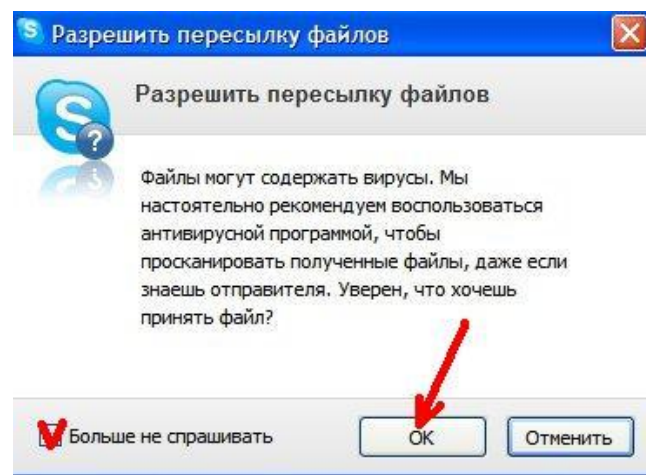 Разрешить пересылку файлов
Разрешить пересылку файлов
Файлы могут содержать вирусы. Мы
настоятельно рекомендуем воспользоваться
антивирусной программой, чтобы
просканировать полученные файлы, даже если
знаешь отправителя. Уверен, что хочешь
принять файл?
Больше не спрашивать
ОК
Отменить